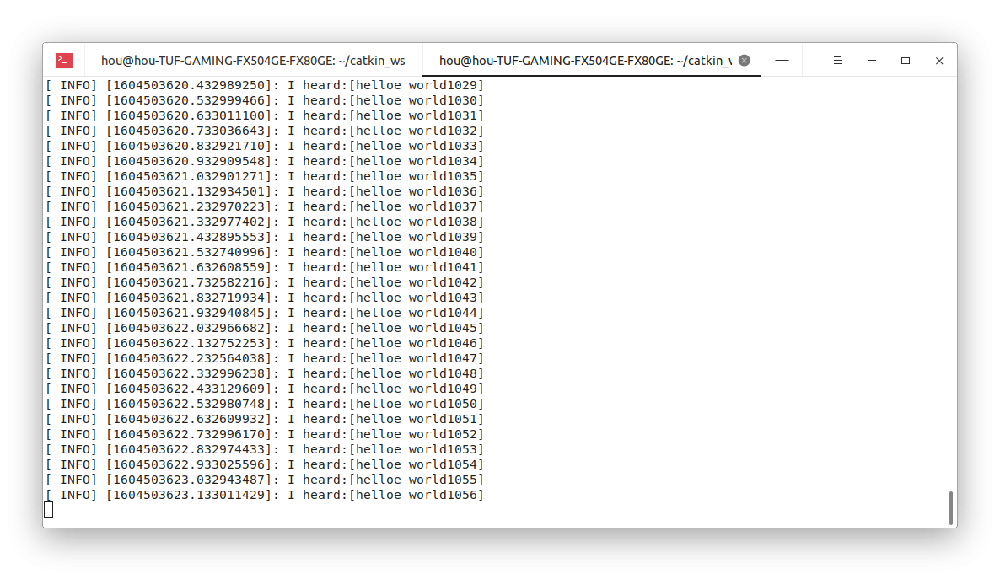 >_ hou@hou-TUF-GAMING-FX504GE-FX80GE: ~/catkin_ws hou@hou-TUF-GAMING-FX504GE-FX80GE: ~/catkin_v
[ INFO] [1604503620.432989250]: I heard:[helloe world1029]
[ INFO] [1604503620.532999466]: I heard:[helloe world1030]
[ INFO] [1604503620.633011100]: I heard:[helloe world1031]
[ INFO] [1604503620.733036643]: I heard:[helloe world1032]
[ INFO] [1604503620.832921710]: I heard:[helloe world1033]
[ INFO] [1604503620.932909548]: I heard:[helloe world1034]
[ INFO] [1604503621.032901271]: I heard:[helloe world1035]
[ INFO] [1604503621.132934501]: I heard:[helloe world1036]
[ INFO] [1604503621.232970223]: I heard:[helloe world1037]
[ INFO] [1604503621.332977402]: I heard:[helloe world1038]
[ INFO] [1604503621.432895553]: I heard:[helloe world1039]
[ INFO] [1604503621.532740996]: I heard:[helloe world1040]
[ INFO] [1604503621.632608559]: I heard:[helloe world1041]
[ INFO] [1604503621.732582216]: I heard:[helloe world1042]
[ INFO] [1604503621.832719934]: I heard:[helloe world1043]
[ INFO] [1604503621.932940845]: I heard:[helloe world1044]
[ INFO] [1604503622.032966682]: I heard:[helloe world1045]
[ INFO] [1604503622.132752253]: I heard:[helloe world1046]
[ INFO] [1604503622.232564038]: I heard:[helloe world1047]
[ INFO] [1604503622.332996238]: I heard:[helloe world1048]
[ INFO] [1604503622.433129609]: I heard:[helloe world1049]
[ INFO] [1604503622.532980748]: I heard:[helloe world1050]
[ INFO] [1604503622.632609932]: I heard:[helloe world1051]
[ INFO] [1604503622.732996170]: I heard:[helloe world1052]
[ INFO] [1604503622.832974433]: I heard:[helloe world1053]
[ INFO] [1604503622.933025596]: I heard:[helloe world1054]
[ INFO] [1604503623.032943487]: I heard:[helloe world1055]
[ INFO] [1604503623.133011429]: I heard:[helloe world1056]